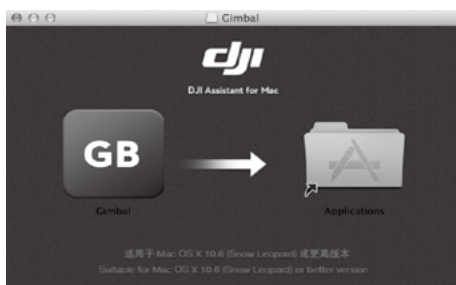 Gimbal
dji
DJI Assistant for Mac
GB
Gimbal
Applications
适用于 Mac OS X 10.6 (Snow Leopard) 或更高版本
Suitable for Mac OS X 10.6 (Snow Leopard) or better version